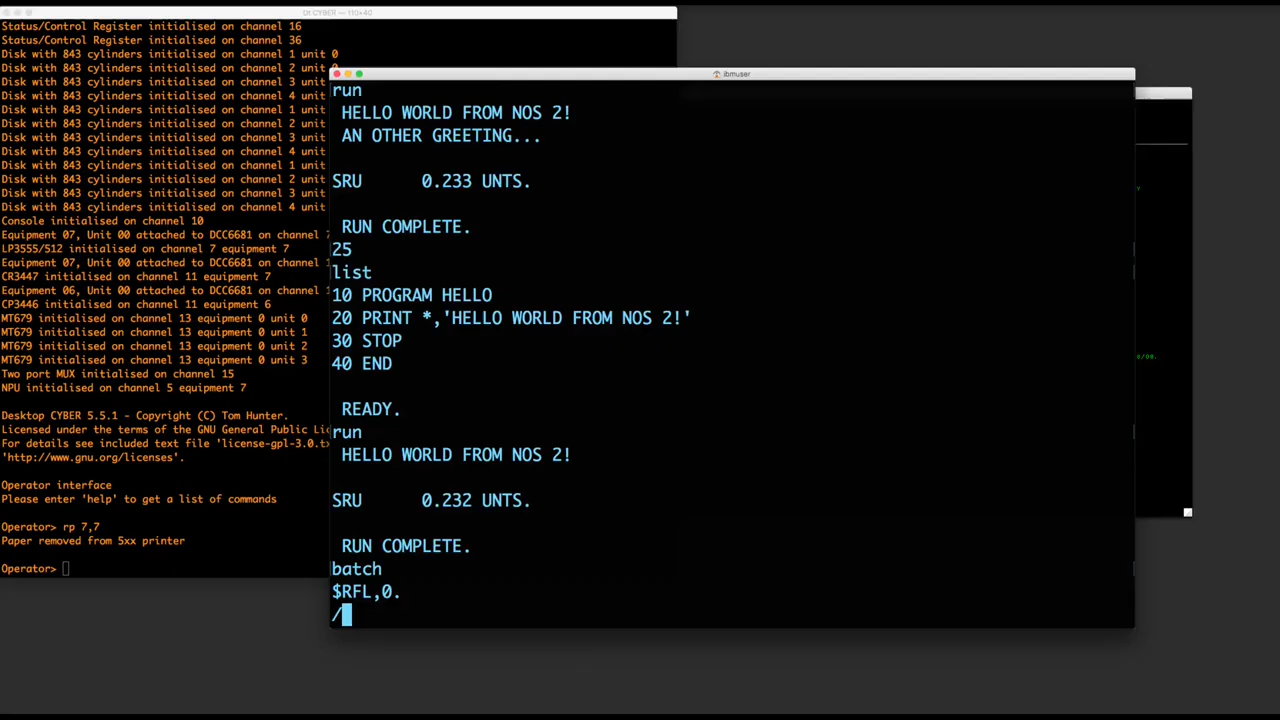 Dt CYBER — 110×40
Status/Control Register initialised on channel 16
Status/Control Register initialised on channel 36
Disk with 843 cylinders initialised on channel 1 unit 0
Disk with 843 cylinders initialised on channel 2 unit
Disk with 843 cylinders initialised on channel 3 unit
Disk with 843 cylinders initialised on channel 4 unit
Disk with 843 cylinders initialised on channel 1 unit
Disk with 843 cylinders initialised on channel 2 unit
Disk with 843 cylinders initialised on channel 3 unit
Disk with 843 cylinders initialised on channel 4 unit
Disk with 843 cylinders initialised on channel 1 unit
Disk with 843 cylinders initialised on channel 2 unit
Disk with 843 cylinders initialised on channel 3 unit
Disk with 843 cylinders initialised on channel 4 unit
Console initialised on channel 10
Equipment 07, Unit 00 attached to DCC6681 on channel 7
LP3555/512 initialised on channel 7 equipment 7
Equipment 07, Unit 00 attached to DCC6681 on channel 1
CR3447 initialised on channel 11 equipment 7
Equipment 06, Unit 00 attached to DCC6681 on channel 1
CP3446 initialised on channel 11 equipment 6
MT679 initialised on channel 13 equipment 0 unit 0
MT679 initialised on channel 13 equipment 0 unit 1
MT679 initialised on channel 13 equipment 0 unit 2
MT679 initialised on channel 13 equipment 0 unit 3
Two port MUX initialised on channel 15
NPU initialised on channel 5 equipment 7
Desktop CYBER 5.5.1 - Copyright (C) Tom Hunter.
Licensed under the terms of the GNU General Public Lic
For details see included text file 'license-gpl-3.0.tx
'http://www.gnu.org/licenses'.
Operator interface
Please enter 'help' to get a list of commands
Operator> rp 7,7
Paper removed from 5xx printer
Operator>
ibmuser
run
HELLO WORLD FROM NOS 2!
AN OTHER GREETING...
SRU 0.233 UNTS.
RUN COMPLETE.
25
list
10 PROGRAM HELLO
20 PRINT *,'HELLO WORLD FROM NOS 2!'
30 STOP
40 END
READY.
run
HELLO WORLD FROM NOS 2!
SRU 0.232 UNTS.
RUN COMPLETE.
batch
$RFL,0.
/